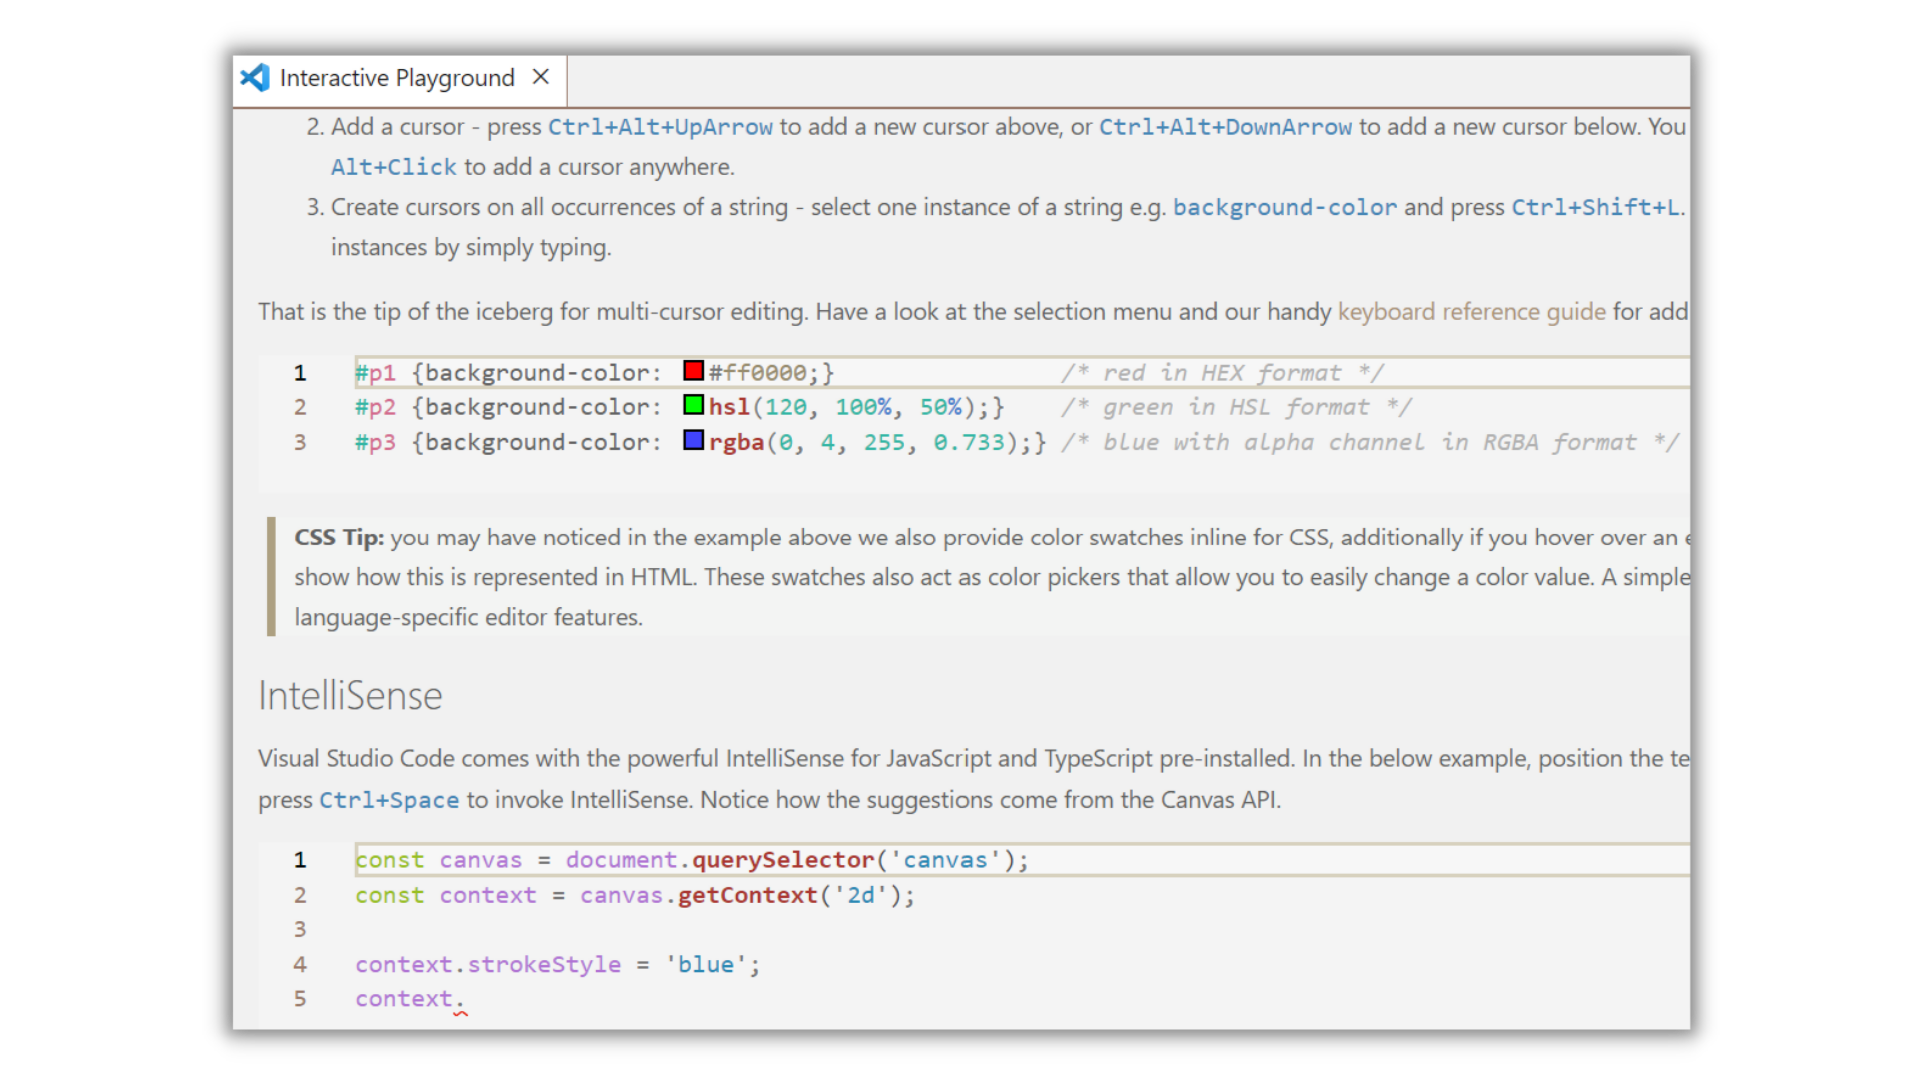 Interactive Playground
2. Add a cursor - press Ctrl+Alt+UpArrow to add a new cursor above, or Ctrl+Alt+DownArrow to add a new cursor below. You
Alt+Click to add a cursor anywhere.
3. Create cursors on all occurrences of a string - select one instance of a string e.g. background-color and press Ctrl+Shift+L.
instances by simply typing.
That is the tip of the iceberg for multi-cursor editing. Have a look at the selection menu and our handy keyboard reference guide for add
1 #p1 {background-color: #ff0000;} /* red in HEX format */
2 #p2 {background-color: hsl(120, 100%, 50%);} /* green in HSL format */
3 #p3 {background-color: rgba(0, 4, 255, 0.733);} /* blue with alpha channel in RGBA format */
CSS Tip: you may have noticed in the example above we also provide color swatches inline for CSS, additionally if you hover over an
show how this is represented in HTML. These swatches also act as color pickers that allow you to easily change a color value. A simple
language-specific editor features.
IntelliSense
Visual Studio Code comes with the powerful IntelliSense for JavaScript and TypeScript pre-installed. In the below example, position the te
press Ctrl+Space to invoke IntelliSense. Notice how the suggestions come from the Canvas API.
1 const canvas = document.querySelector('canvas');
2 const context = canvas.getContext('2d');
3
4 context.strokeStyle = 'blue';
5 context.